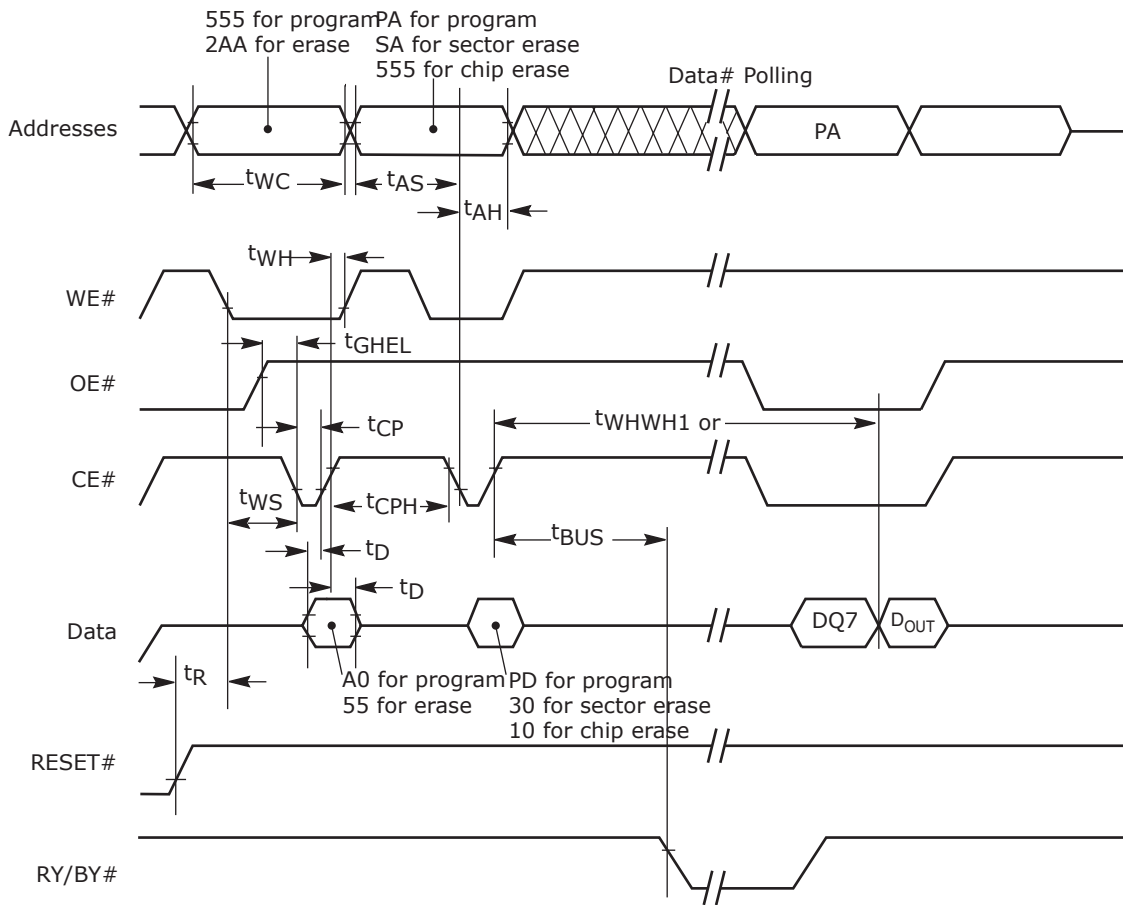 555 for program
2AA for erase
PA for program
SA for sector erase
555 for chip erase
Data# Polling
Addresses
PA
tWC
tAS
tAH
tWH
WE#
tGHEL
OE#
tWHWH1 or
tCP
CE#
tWS
tCPH
tBUS
tD
tD
Data
DQ7
DOUT
tR
A0 for program
55 for erase
PD for program
30 for sector erase
10 for chip erase
RESET#
RY/BY#